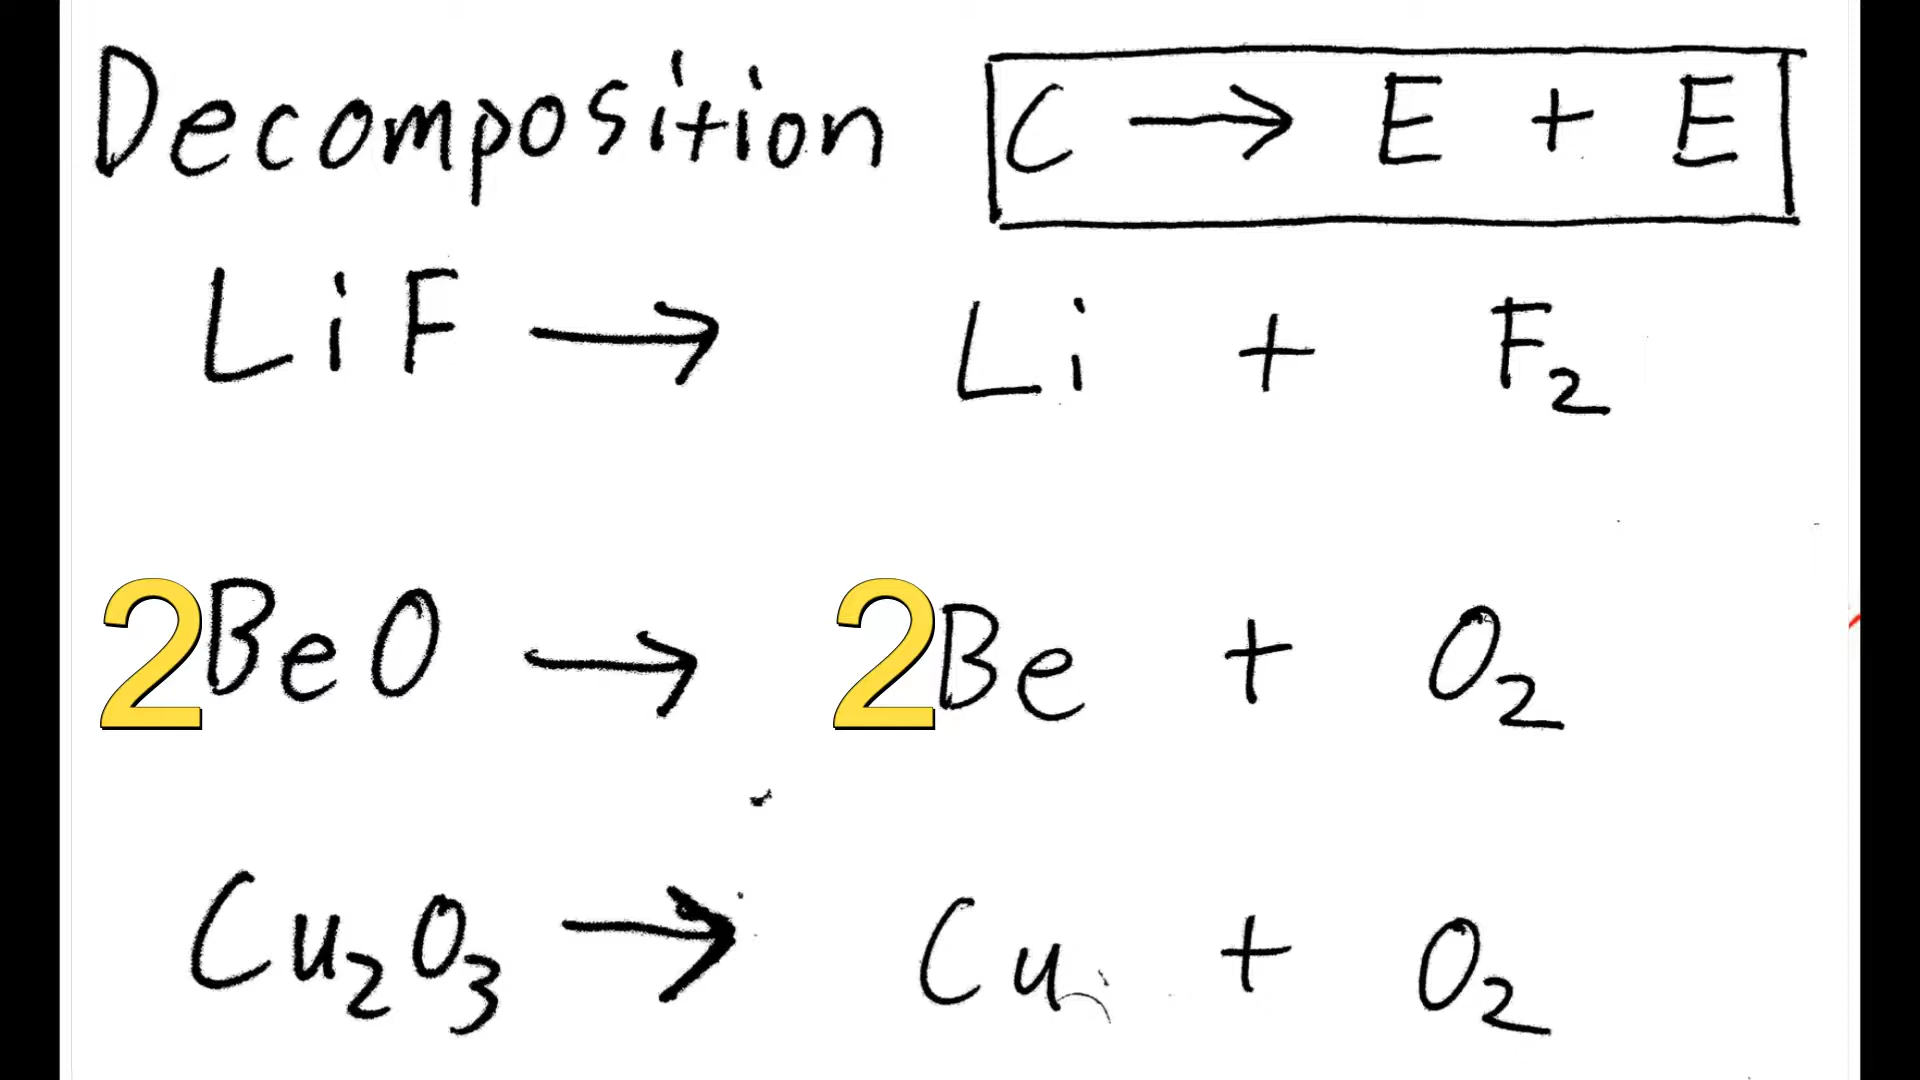 Decomposition
C → E + E
LiF → Li + F₂
2BeO → 2Be + O₂
Cu₂O₃ → Cu + O₂